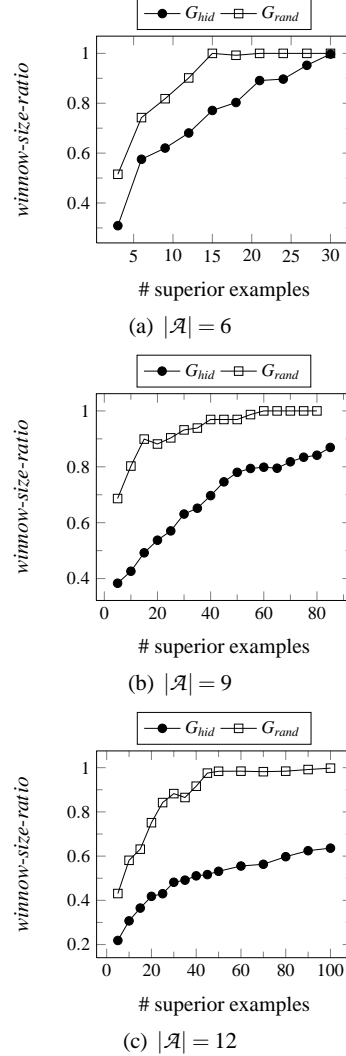 G_hid G_rand
1
0.8
0.6
0.4
winnow-size-ratio
5 10 15 20 25 30
# superior examples
(a) |𝒜| = 6
G_hid G_rand
1
0.8
0.6
0.4
winnow-size-ratio
0 20 40 60 80
# superior examples
(b) |𝒜| = 9
G_hid G_rand
1
0.8
0.6
0.4
0.2
winnow-size-ratio
0 20 40 60 80 100
# superior examples
(c) |𝒜| = 12